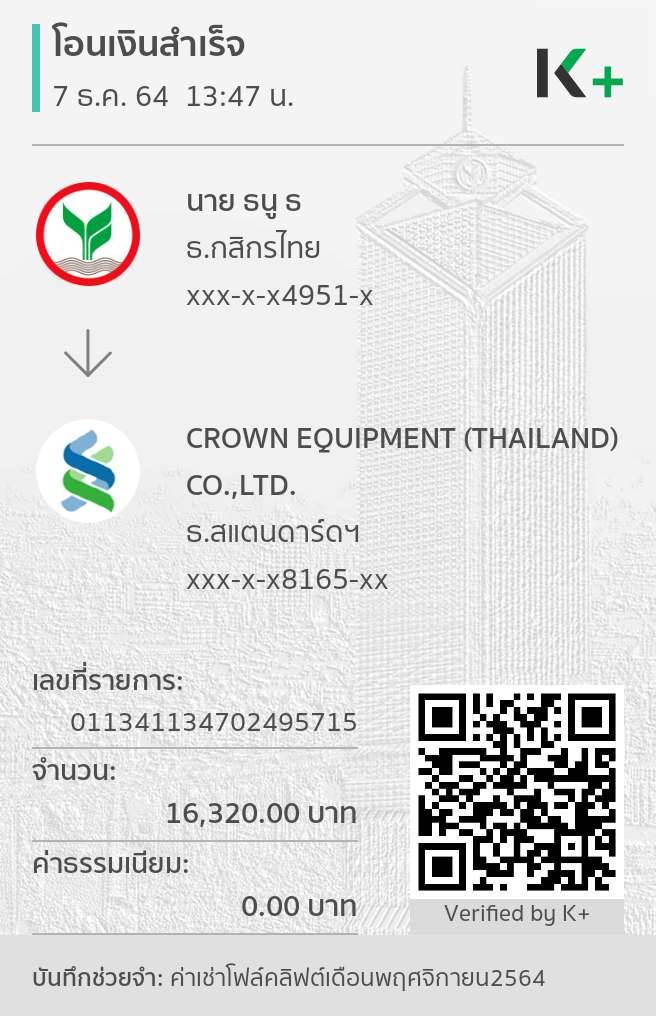 โอนเงินสำเร็จ
7 ธ.ค. 64 13:47 น.
K+
นาย ธนู ธ
ธ.กสิกรไทย
xxx-x-x4951-x
CROWN EQUIPMENT (THAILAND)
CO.,LTD.
ธ.สแตนดาร์ดฯ
xxx-x-x8165-xx
เลขที่รายการ:
011341134702495715
จำนวน:
16,320.00 บาท
ค่าธรรมเนียม:
0.00 บาท
Verified by K+
บันทึกช่วยจำ: ค่าเช่าโฟล์คลิฟต์เดือนพฤศจิกายน2564